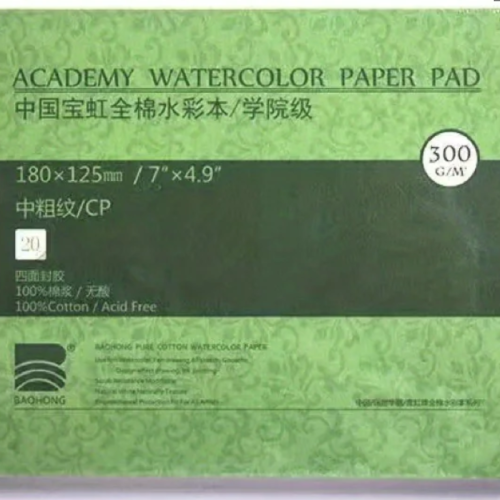 ACADEMY WATERCOLOR PAPER PAD
中国宝虹全棉水彩本/学院级
300
G/M²
180×125mm / 7"×4.9"
中粗纹/CP
20
四面封胶
100%棉浆 / 无酸
100%Cotton / Acid Free
BAOHONG PURE COTTON WATERCOLOR PAPER
®
BAOHONG